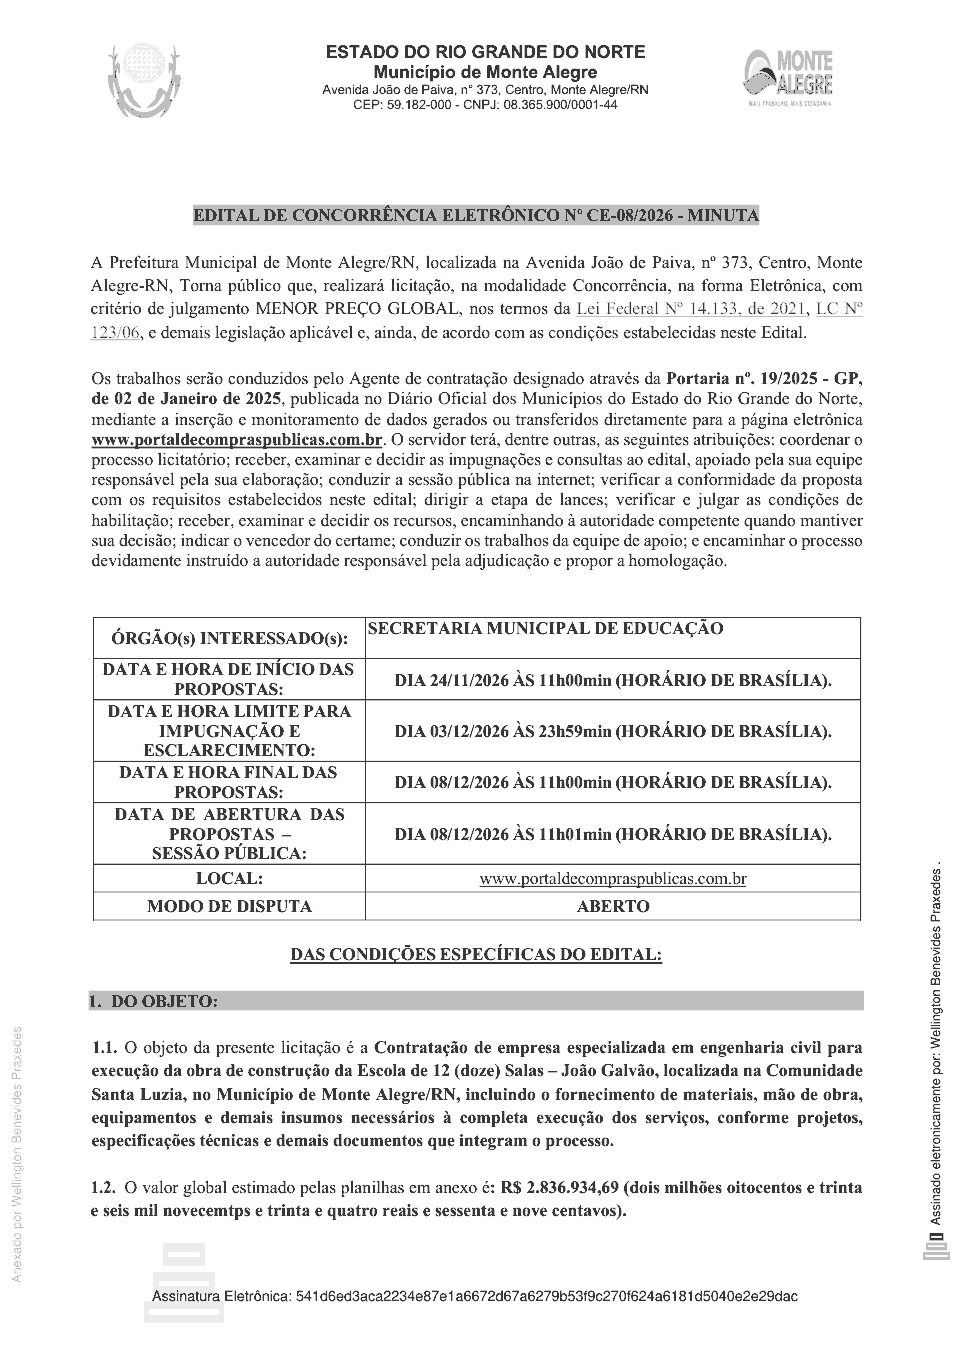 ESTADO DO RIO GRANDE DO NORTE
Município de Monte Alegre
Avenida João de Paiva, n° 373, Centro, Monte Alegre/RN
CEP: 59.182-000 - CNPJ: 08.365.900/0001-44
MONTE
ALEGRE
MAIS TRABALHO, MAIS CIDADANIA.
EDITAL DE CONCORRÊNCIA ELETRÔNICO Nº CE-08/2026 - MINUTA
A Prefeitura Municipal de Monte Alegre/RN, localizada na Avenida João de Paiva, nº 373, Centro, Monte
Alegre-RN, Torna público que, realizará licitação, na modalidade Concorrência, na forma Eletrônica, com
critério de julgamento MENOR PREÇO GLOBAL, nos termos da Lei Federal Nº 14.133, de 2021, LC Nº
123/06, e demais legislação aplicável e, ainda, de acordo com as condições estabelecidas neste Edital.
Os trabalhos serão conduzidos pelo Agente de contratação designado através da Portaria nº. 19/2025 - GP,
de 02 de Janeiro de 2025, publicada no Diário Oficial dos Municípios do Estado do Rio Grande do Norte,
mediante a inserção e monitoramento de dados gerados ou transferidos diretamente para a página eletrônica
www.portaldecompraspublicas.com.br. O servidor terá, dentre outras, as seguintes atribuições: coordenar o
processo licitatório; receber, examinar e decidir as impugnações e consultas ao edital, apoiado pela sua equipe
responsável pela sua elaboração; conduzir a sessão pública na internet; verificar a conformidade da proposta
com os requisitos estabelecidos neste edital; dirigir a etapa de lances; verificar e julgar as condições de
habilitação; receber, examinar e decidir os recursos, encaminhando à autoridade competente quando mantiver
sua decisão; indicar o vencedor do certame; conduzir os trabalhos da equipe de apoio; e encaminhar o processo
devidamente instruído a autoridade responsável pela adjudicação e propor a homologação.
ÓRGÃO(s) INTERESSADO(s):
SECRETARIA MUNICIPAL DE EDUCAÇÃO
DATA E HORA DE INÍCIO DAS
PROPOSTAS:
DIA 24/11/2026 ÀS 11h00min (HORÁRIO DE BRASÍLIA).
DATA E HORA LIMITE PARA
IMPUGNAÇÃO E
ESCLARECIMENTO:
DIA 03/12/2026 ÀS 23h59min (HORÁRIO DE BRASÍLIA).
DATA E HORA FINAL DAS
PROPOSTAS:
DIA 08/12/2026 ÀS 11h00min (HORÁRIO DE BRASÍLIA).
DATA DE ABERTURA DAS
PROPOSTAS –
SESSÃO PÚBLICA:
DIA 08/12/2026 ÀS 11h01min (HORÁRIO DE BRASÍLIA).
LOCAL:
www.portaldecompraspublicas.com.br
MODO DE DISPUTA
ABERTO
DAS CONDIÇÕES ESPECÍFICAS DO EDITAL:
1. DO OBJETO:
1.1. O objeto da presente licitação é a Contratação de empresa especializada em engenharia civil para
execução da obra de construção da Escola de 12 (doze) Salas – João Galvão, localizada na Comunidade
Santa Luzia, no Município de Monte Alegre/RN, incluindo o fornecimento de materiais, mão de obra,
equipamentos e demais insumos necessários à completa execução dos serviços, conforme projetos,
especificações técnicas e demais documentos que integram o processo.
1.2. O valor global estimado pelas planilhas em anexo é: R$ 2.836.934,69 (dois milhões oitocentos e trinta
e seis mil novecemtps e trinta e quatro reais e sessenta e nove centavos).
Assinatura Eletrônica: 541d6ed3aca2234e87e1a6672d67a6279b53f9c270f624a6181d5040e2e29dac
Anexado por Wellington Benevides Praxedes
Assinado eletronicamente por: Wellington Benevides Praxedes .